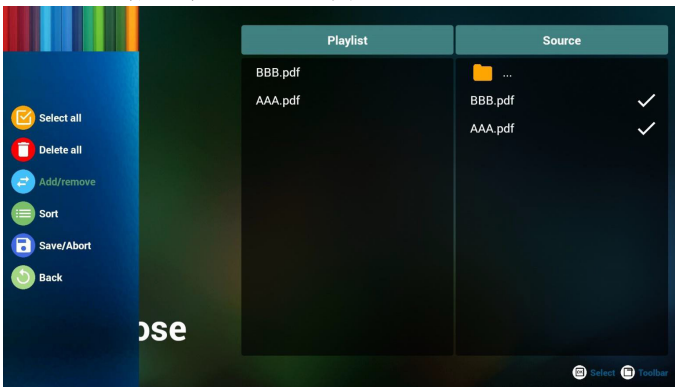 Playlist
Source
BBB.pdf
AAA.pdf
...
BBB.pdf
AAA.pdf
Select all
Delete all
Add/remove
Sort
Save/Abort
Back
ose
OK Select Toolbar